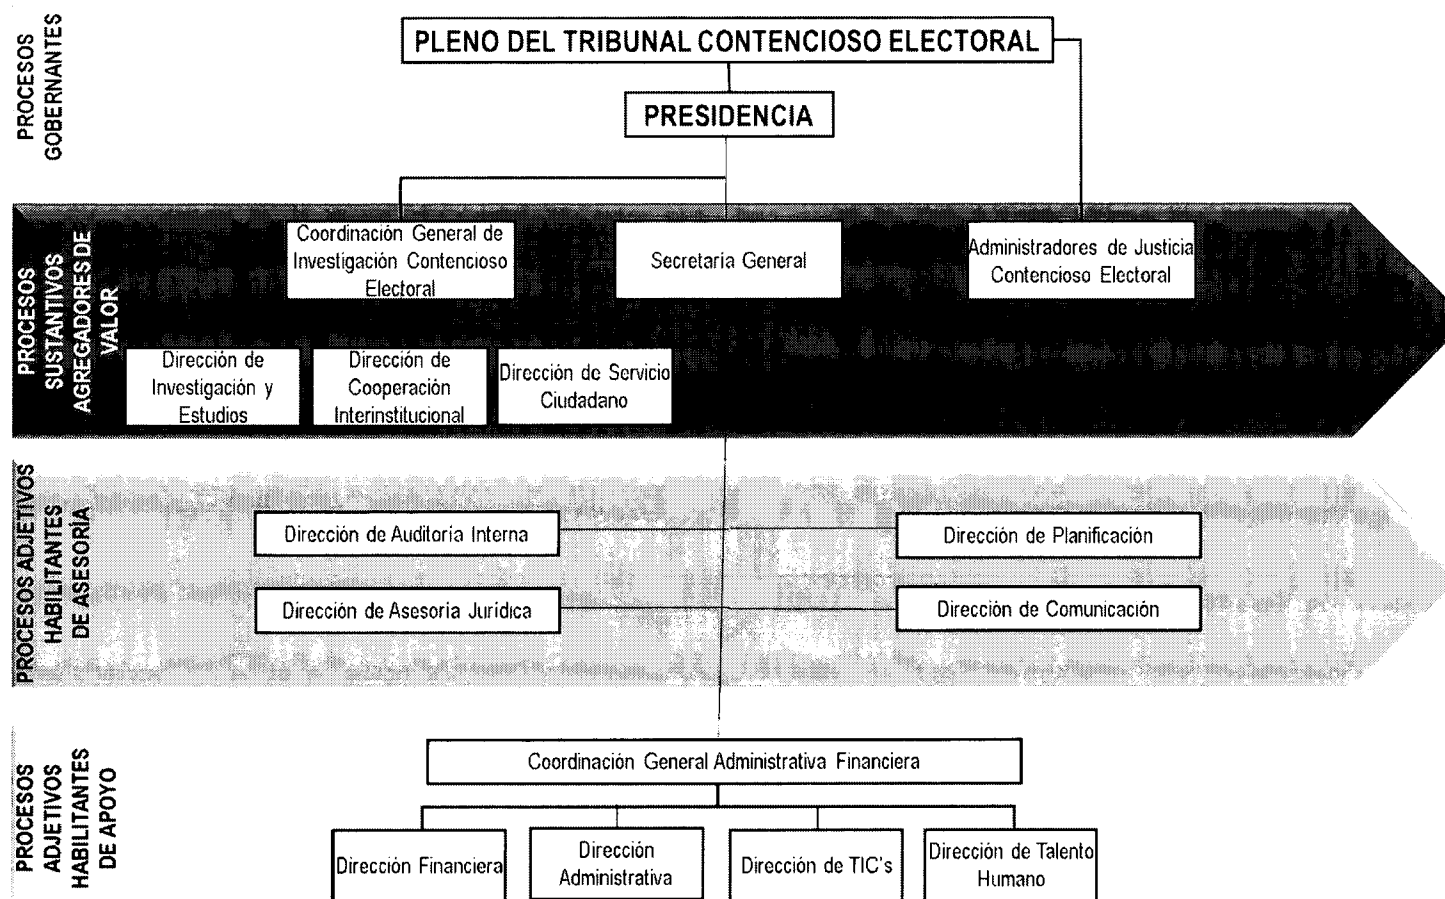 PROCESOS
GOBERNANTES
PLENO DEL TRIBUNAL CONTENCIOSO ELECTORAL
PRESIDENCIA
PROCESOS
SUSTANTIVOS
AGREGADORES DE
VALOR
Coordinación General de
Investigación Contencioso
Electoral
Secretaria General
Administradores de Justicia
Contencioso Electoral
Dirección de
Investigación y
Estudios
Dirección de
Cooperación
Interinstitucional
Dirección de Servicio
Ciudadano
PROCESOS ADJETIVOS
HABILITANTES
DE ASESORÍA
Dirección de Auditoría Interna
Dirección de Planificación
Dirección de Asesoría Jurídica
Dirección de Comunicación
PROCESOS
ADJETIVOS
HABILITANTES
DE APOYO
Coordinación General Administrativa Financiera
Dirección Financiera
Dirección
Administrativa
Dirección de TIC's
Dirección de Talento
Humano